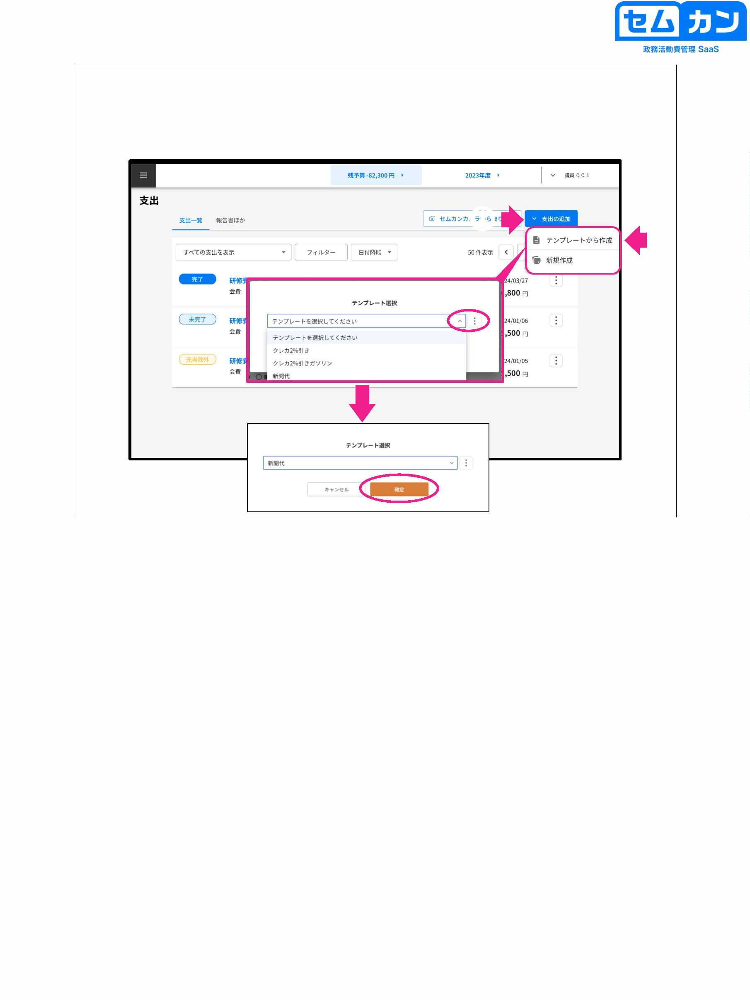 セムカン
政務活動費管理 SaaS
残予算 -82,300 円
2023年度
議員 001
支出
支出一覧
報告書ほか
セムカンカ
支出の追加
テンプレートから作成
新規作成
すべての支出を表示
フィルター
日付降順
50 件表示
完了
研修費
会費
24/03/27
,800 円
テンプレート選択
テンプレートを選択してください
テンプレートを選択してください
クレカ2%引き
クレカ2%引きガソリン
新聞代
未完了
研修費
会費
24/01/06
,500 円
充当除外
研修費
会費
24/01/05
,500 円
テンプレート選択
新聞代
キャンセル
確定